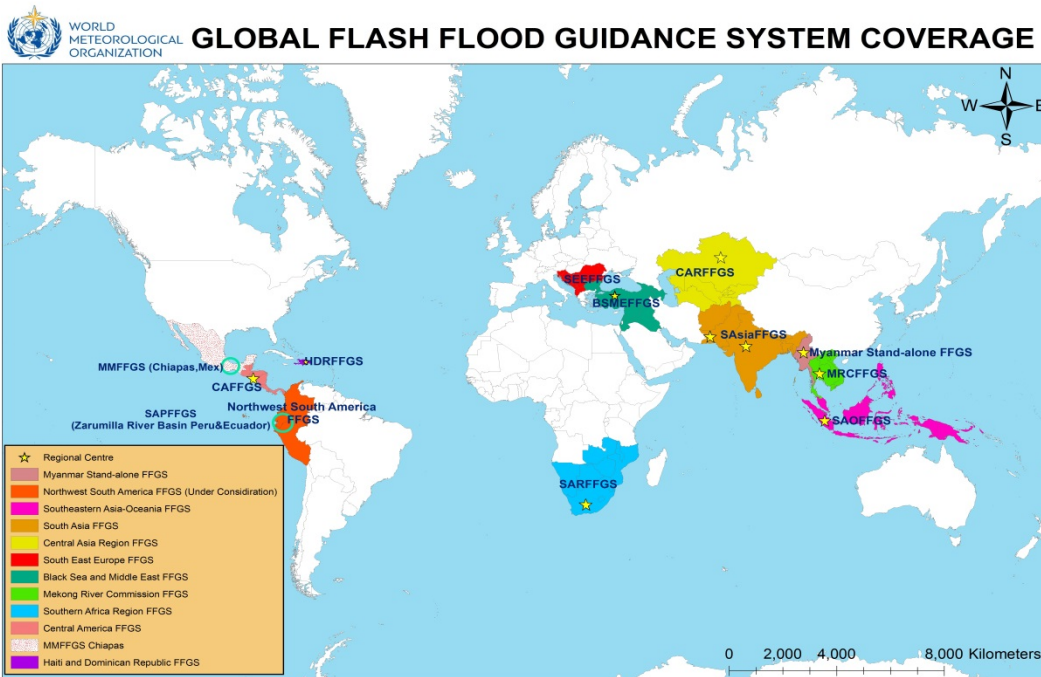 WORLD
METEOROLOGICAL
ORGANIZATION
GLOBAL FLASH FLOOD GUIDANCE SYSTEM COVERAGE
N
W
E
S
SEEFFGS
BSMEFFGS
CARFFGS
SAsiaFFGS
Myanmar Stand-alone FFGS
MRCFFGS
SAOFFGS
HDRFFGS
MMFFGS (Chiapas,Mex)
CAFFGS
Northwest South America
FFGS
SAPFFGS
(Zarumilla River Basin Peru&Ecuador)
SARFFGS
Regional Centre
Myanmar Stand-alone FFGS
Northwest South America FFGS (Under Considiration)
Southeastern Asia-Oceania FFGS
South Asia FFGS
Central Asia Region FFGS
South East Europe FFGS
Black Sea and Middle East FFGS
Mekong River Commission FFGS
Southern Africa Region FFGS
Central America FFGS
MMFFGS Chiapas
Haiti and Dominican Republic FFGS
0 2,000 4,000 8,000 Kilometers